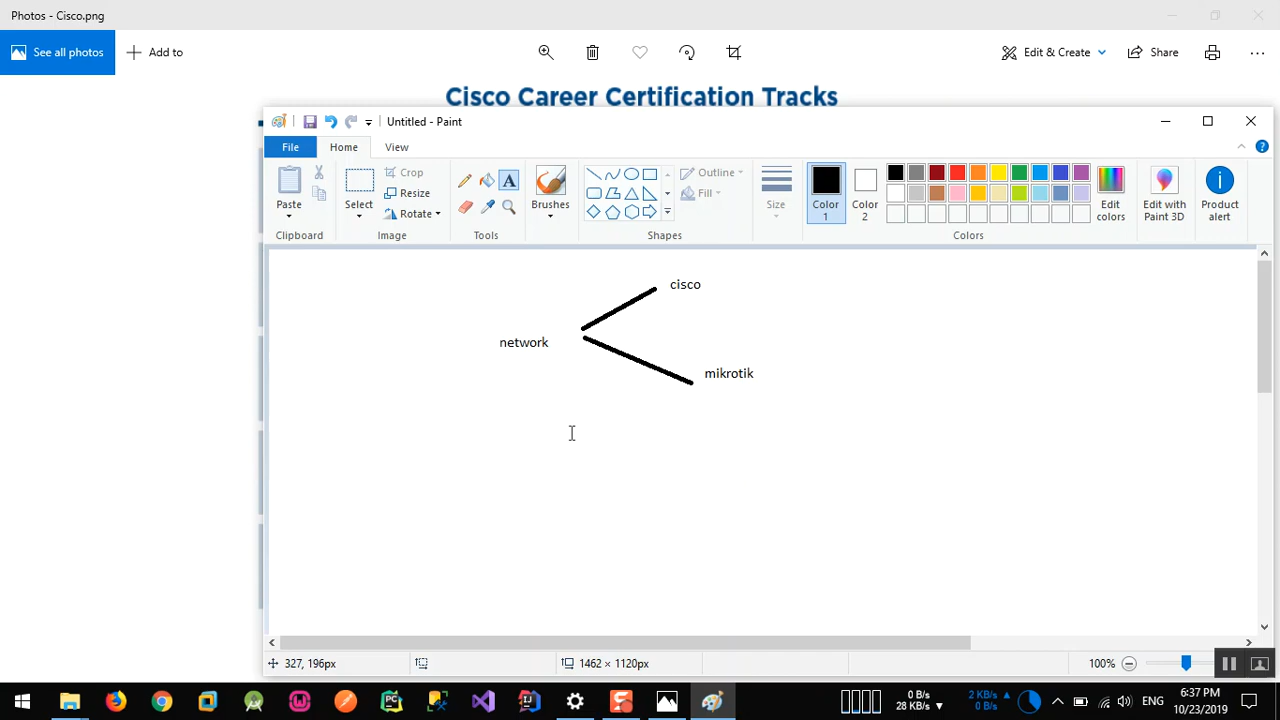 Photos - Cisco.png
See all photos
Add to
Edit & Create
Share
Cisco Career Certification Tracks
Untitled - Paint
File
Home
View
Paste
Clipboard
Select
Crop
Resize
Rotate
Image
A
Tools
Brushes
Shapes
Outline
Fill
Size
Color 1
Color 2
Edit colors
Colors
Edit with Paint 3D
Product alert
cisco
network
mikrotik
327, 196px
1462 × 1120px
100%
PC
IJ
0 B/s
28 KB/s
2 KB/s
0 B/s
ENG
6:37 PM
10/23/2019